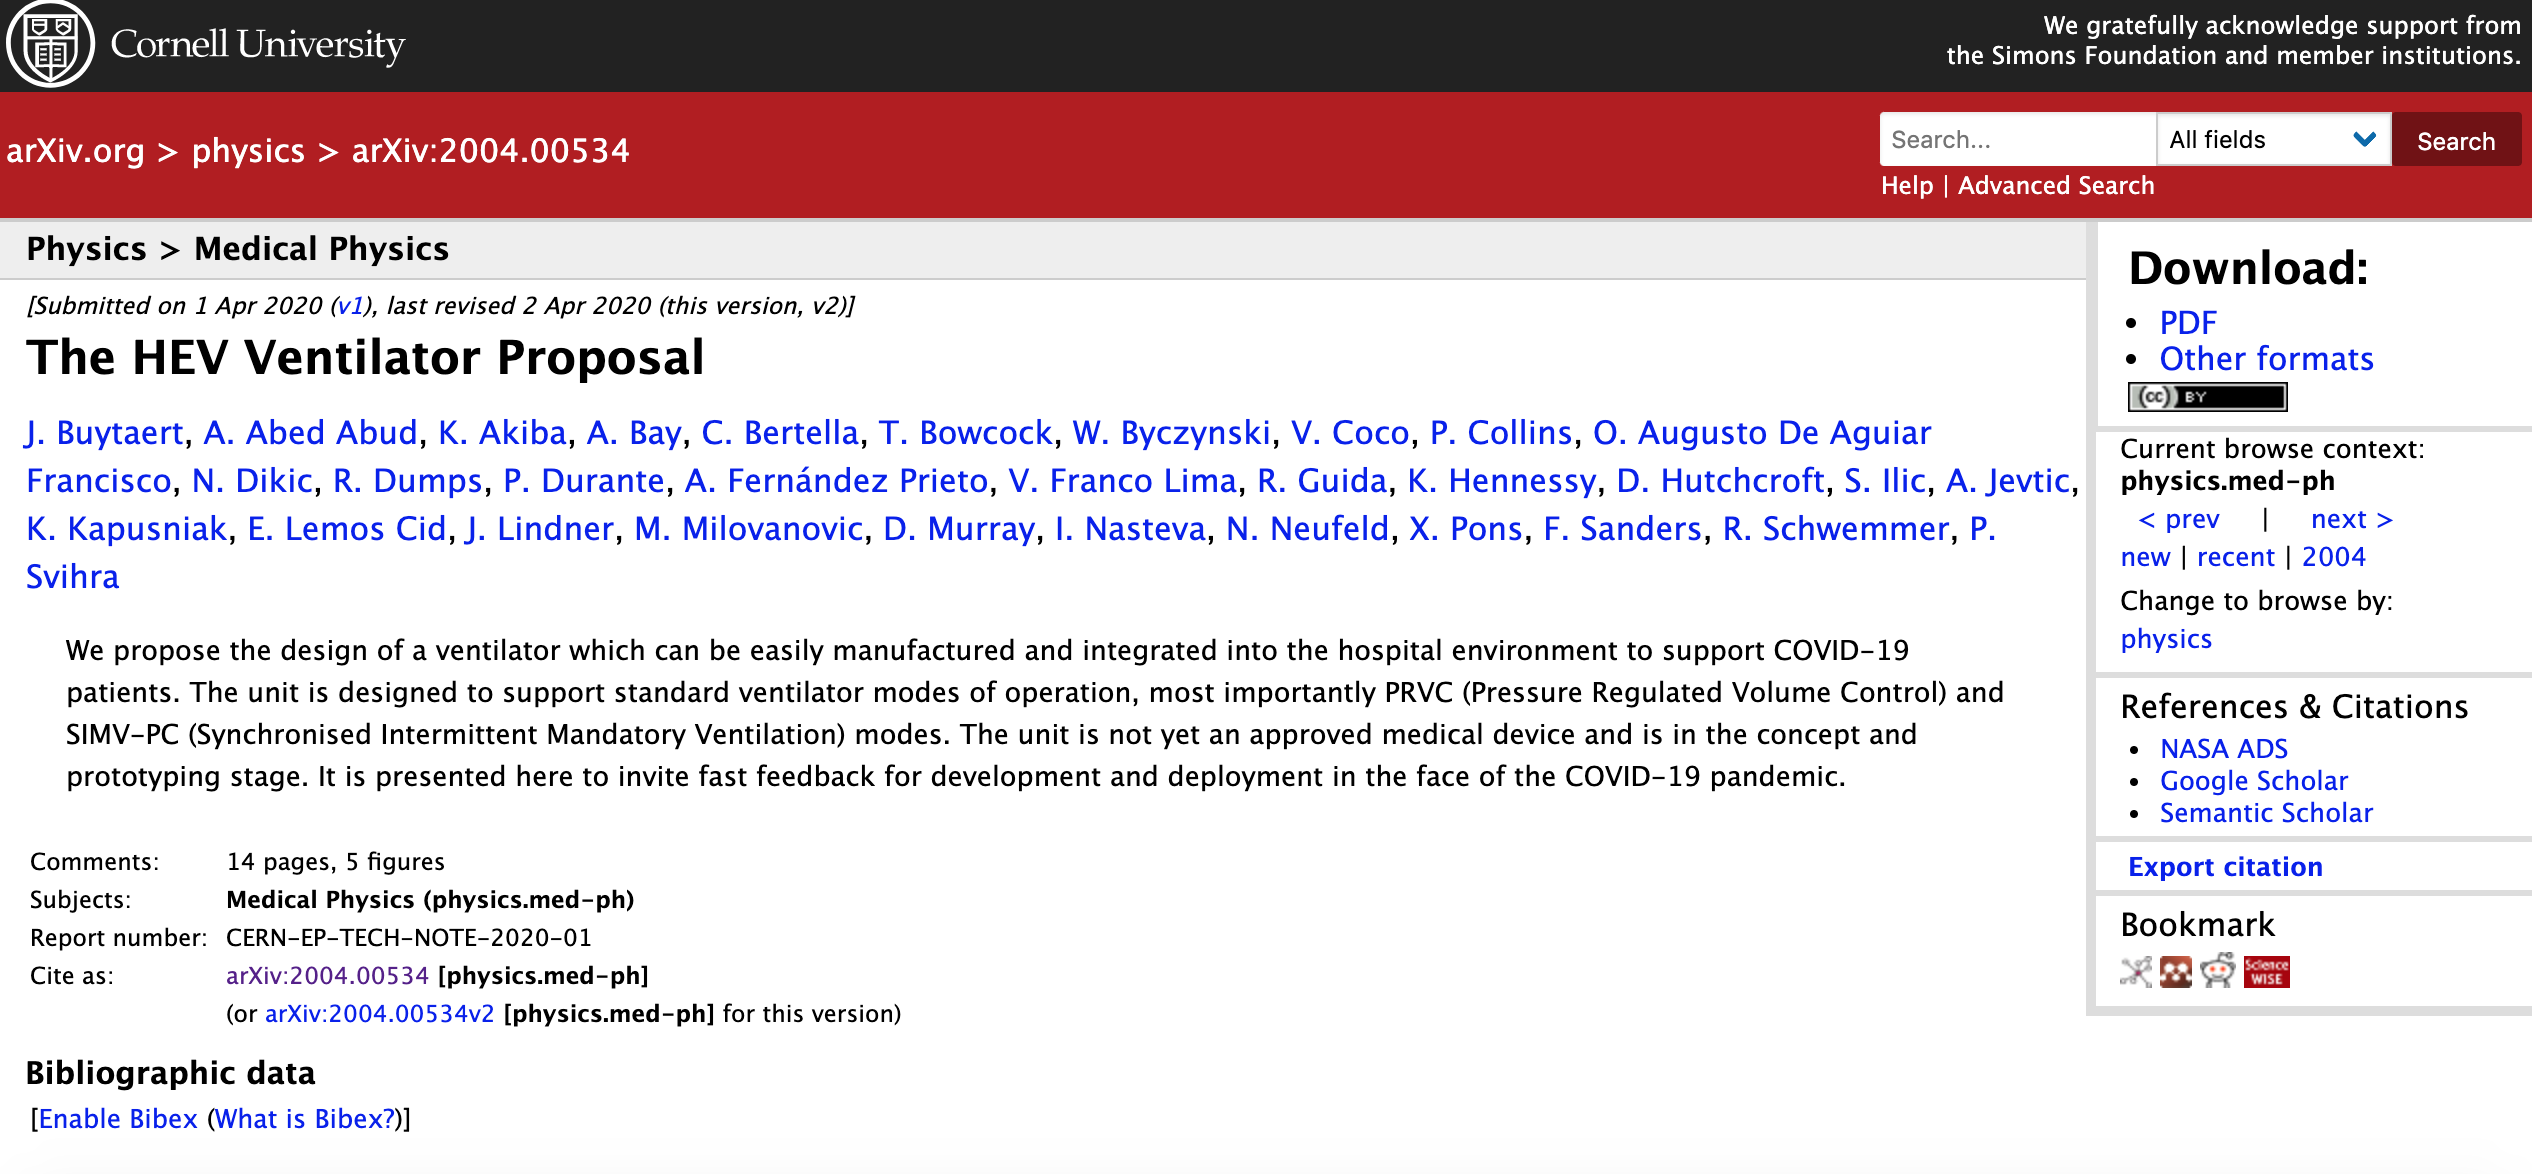 Cornell University
We gratefully acknowledge support from
the Simons Foundation and member institutions.
arXiv.org > physics > arXiv:2004.00534
Search...
All fields
Search
Help | Advanced Search
Physics > Medical Physics
[Submitted on 1 Apr 2020 (v1), last revised 2 Apr 2020 (this version, v2)]
The HEV Ventilator Proposal
J. Buytaert, A. Abed Abud, K. Akiba, A. Bay, C. Bertella, T. Bowcock, W. Byczynski, V. Coco, P. Collins, O. Augusto De Aguiar
Francisco, N. Dikic, R. Dumps, P. Durante, A. Fernández Prieto, V. Franco Lima, R. Guida, K. Hennessy, D. Hutchcroft, S. Ilic, A. Jevtic,
K. Kapusniak, E. Lemos Cid, J. Lindner, M. Milovanovic, D. Murray, I. Nasteva, N. Neufeld, X. Pons, F. Sanders, R. Schwemmer, P.
Svihra
We propose the design of a ventilator which can be easily manufactured and integrated into the hospital environment to support COVID-19
patients. The unit is designed to support standard ventilator modes of operation, most importantly PRVC (Pressure Regulated Volume Control) and
SIMV-PC (Synchronised Intermittent Mandatory Ventilation) modes. The unit is not yet an approved medical device and is in the concept and
prototyping stage. It is presented here to invite fast feedback for development and deployment in the face of the COVID-19 pandemic.
Comments: 14 pages, 5 figures
Subjects: Medical Physics (physics.med-ph)
Report number: CERN-EP-TECH-NOTE-2020-01
Cite as: arXiv:2004.00534 [physics.med-ph]
(or arXiv:2004.00534v2 [physics.med-ph] for this version)
Bibliographic data
[Enable Bibex (What is Bibex?)]
Download:
• PDF
• Other formats
(cc) BY
Current browse context:
physics.med-ph
< prev | next >
new | recent | 2004
Change to browse by:
physics
References & Citations
• NASA ADS
• Google Scholar
• Semantic Scholar
Export citation
Bookmark
Science
WISE